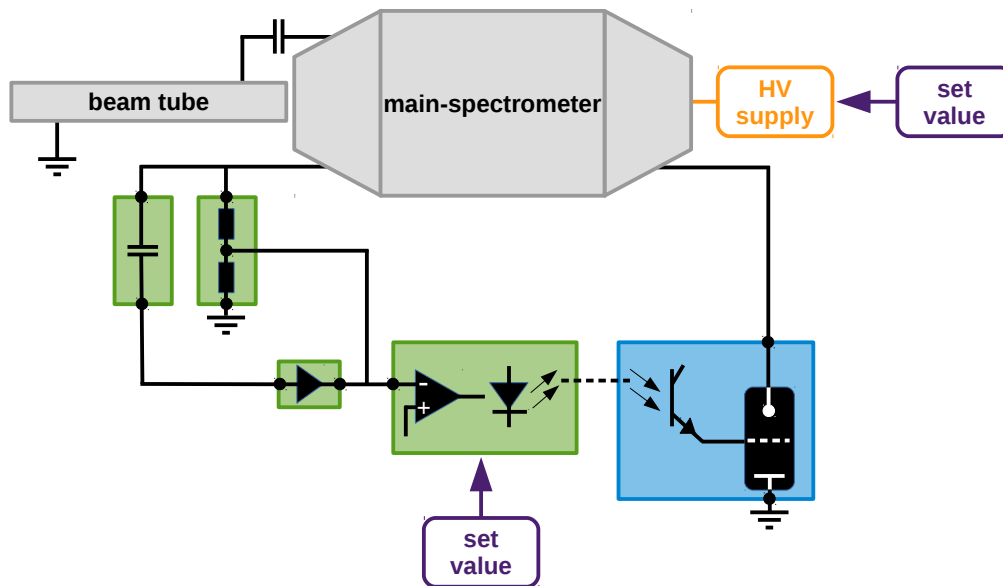 beam tube
main-spectrometer
HV
supply
set
value
-
+
set
value